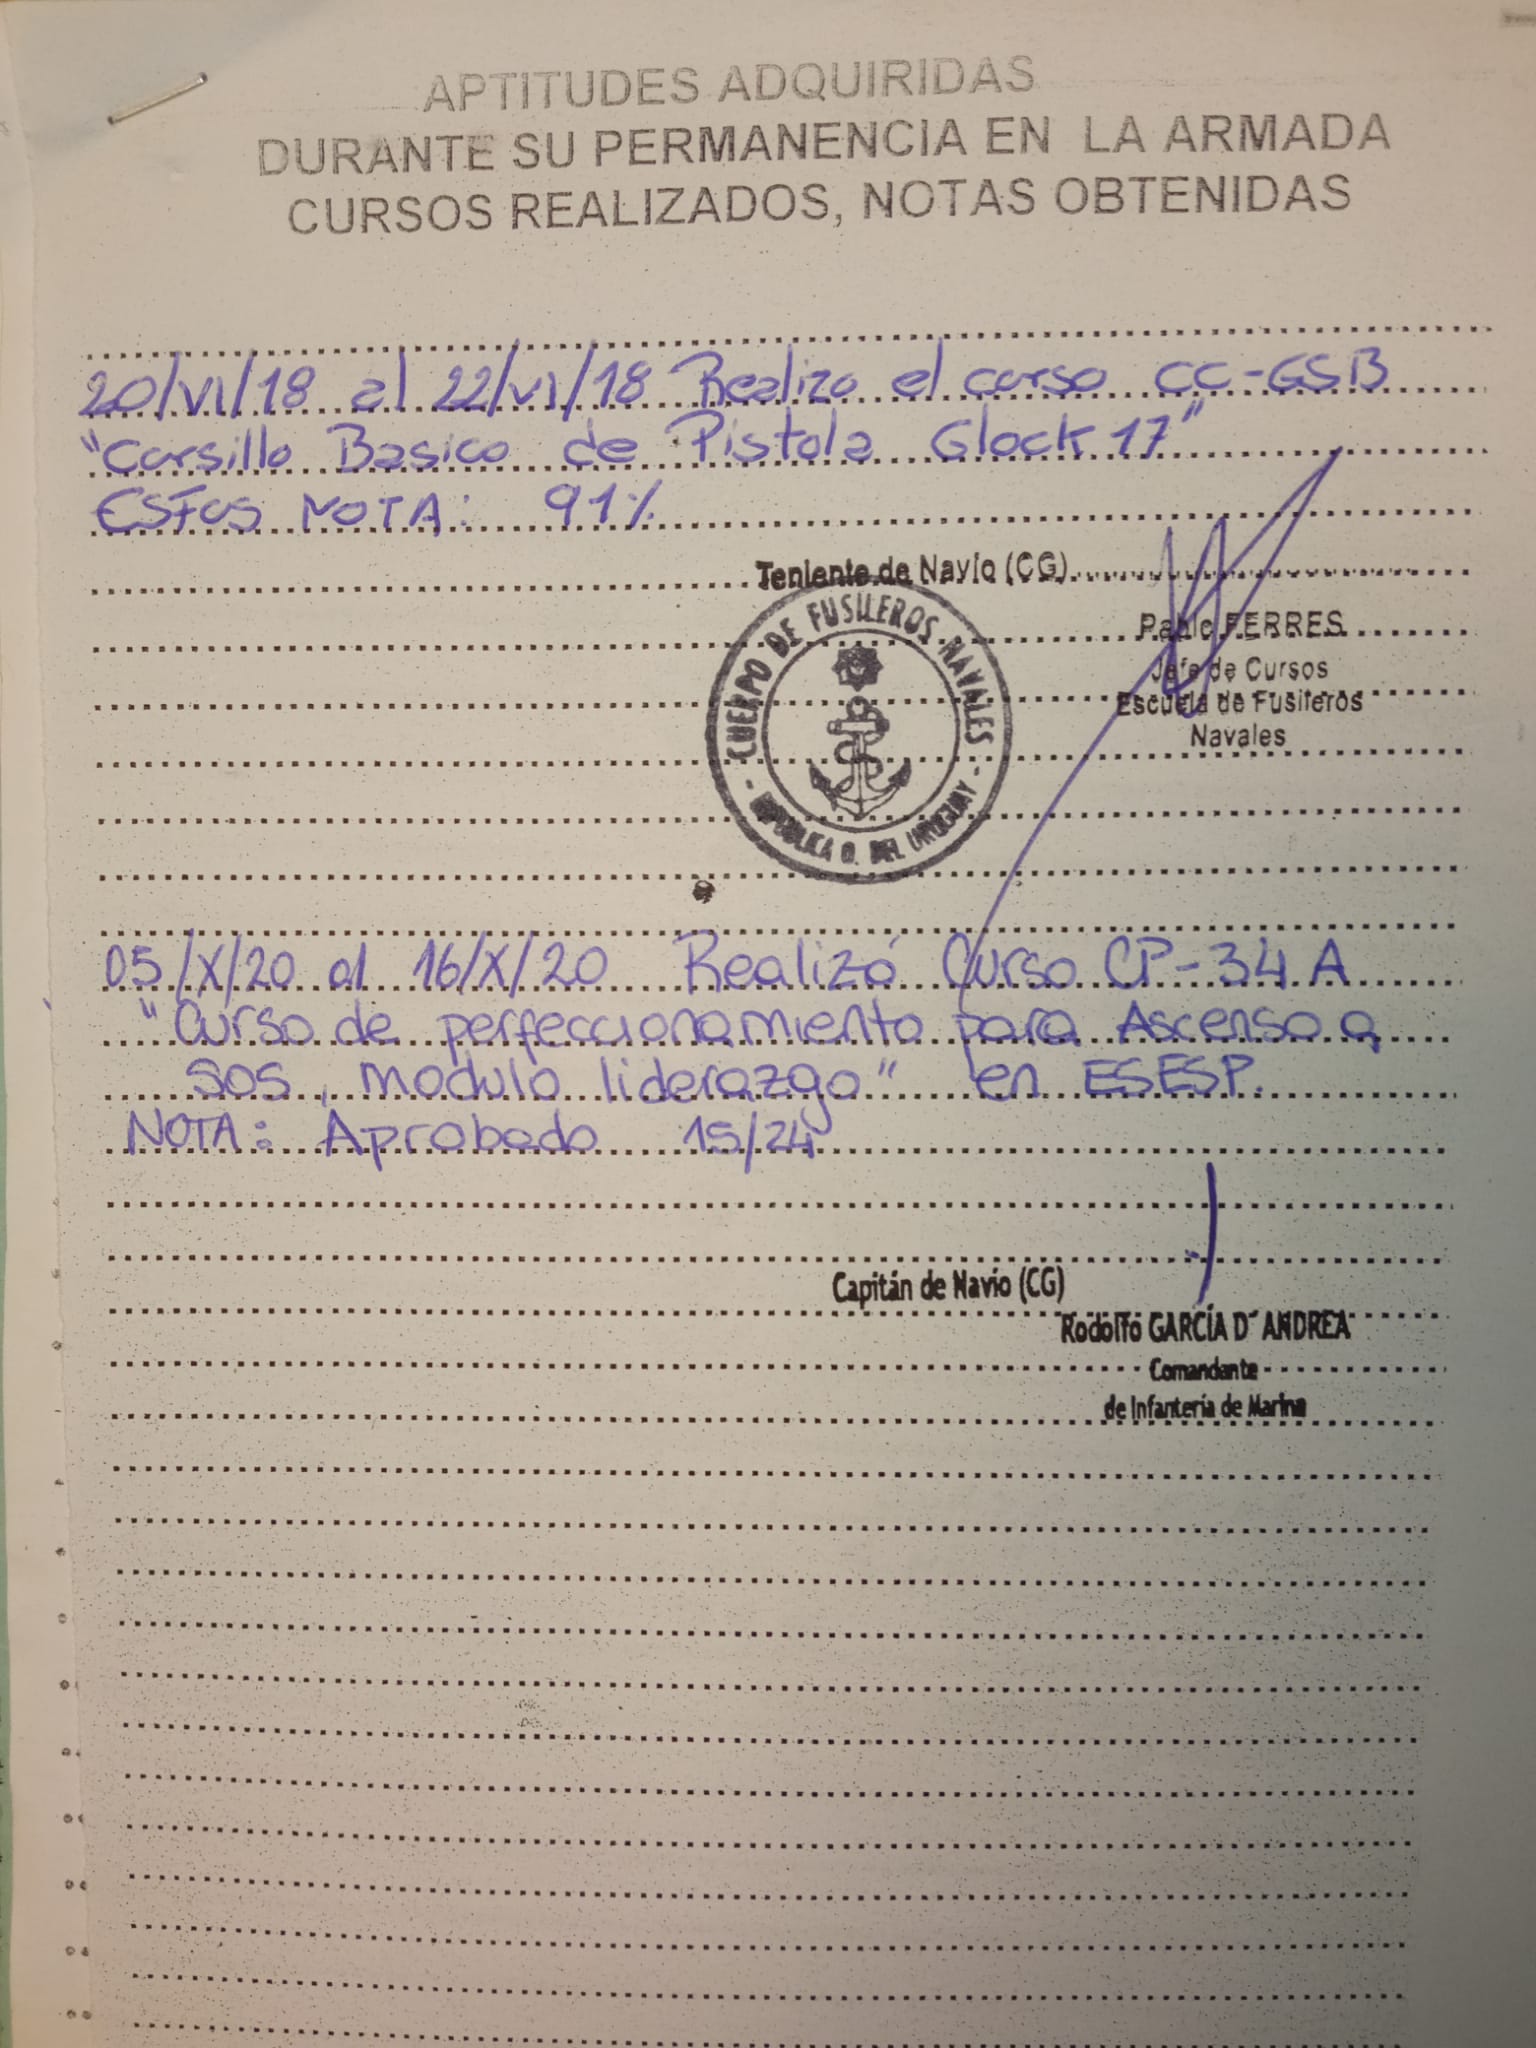 APTITUDES ADQUIRIDAS
DURANTE SU PERMANENCIA EN LA ARMADA
CURSOS REALIZADOS, NOTAS OBTENIDAS
20/VI/18 al 22/VI/18 Realizo el curso CC-GSB
"Cursillo Basico de Pistola Glock 17"
ESFUS NOTA: 91%
Teniente de Navío (CG)
CUERPO DE FUSILEROS NAVALES
- REPUBLICA O. DEL URUGUAY -
Pablo FERRES
Jefe de Cursos
Escuela de Fusileros
Navales
05/X/20 al 16/X/20 Realizó Curso CP-34 A
"Curso de perfeccionamiento para Ascenso a
SOS, modulo liderazgo" en ESESP.
NOTA: Aprobado 15/24
Capitán de Navío (CG)
Rodolfo GARCÍA D´ANDREA
Comandante
de Infantería de Marina